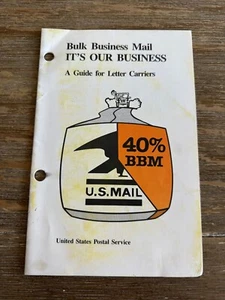 Bulk Business Mail
IT'S OUR BUSINESS
A Guide for Letter Carriers
40%
BBM
U.S.MAIL
United States Postal Service